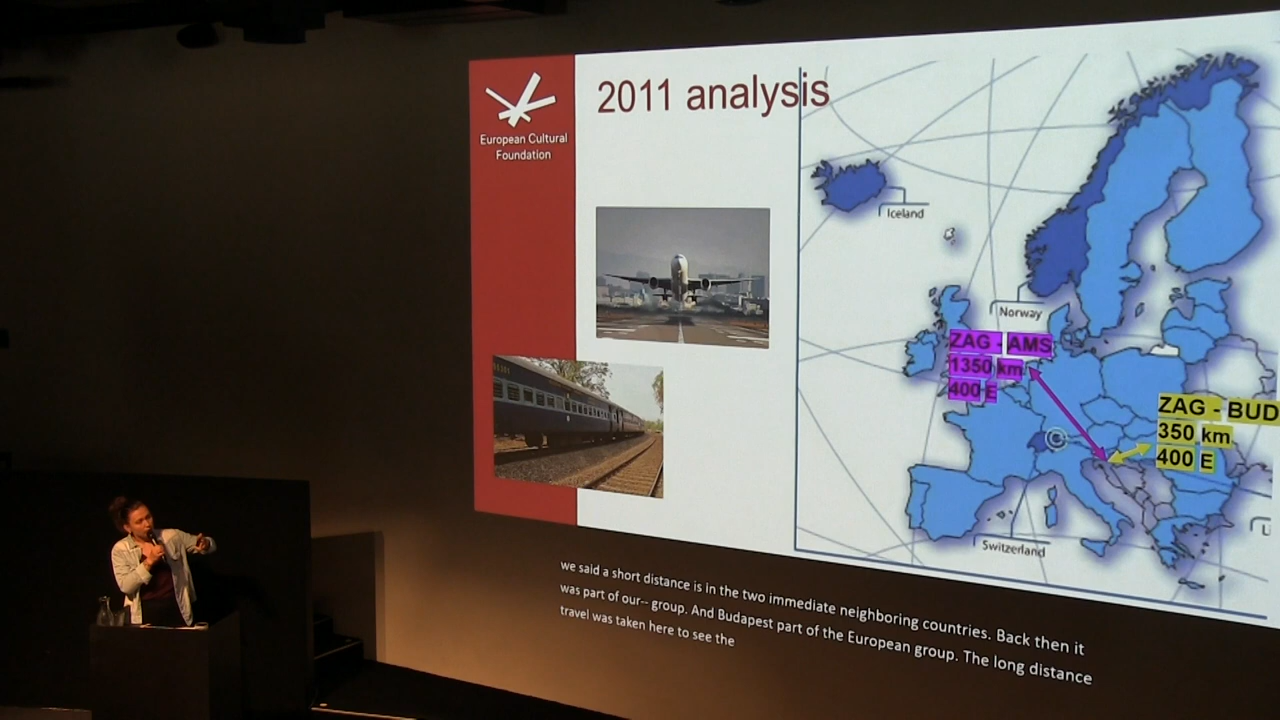 European Cultural
Foundation
2011 analysis
Iceland
Norway
ZAG - AMS
1350 km
400 E
ZAG - BUD
350 km
400 E
Switzerland
we said a short distance is in the two immediate neighboring countries. Back then it
was part of our-- group. And Budapest part of the European group. The long distance
travel was taken here to see the